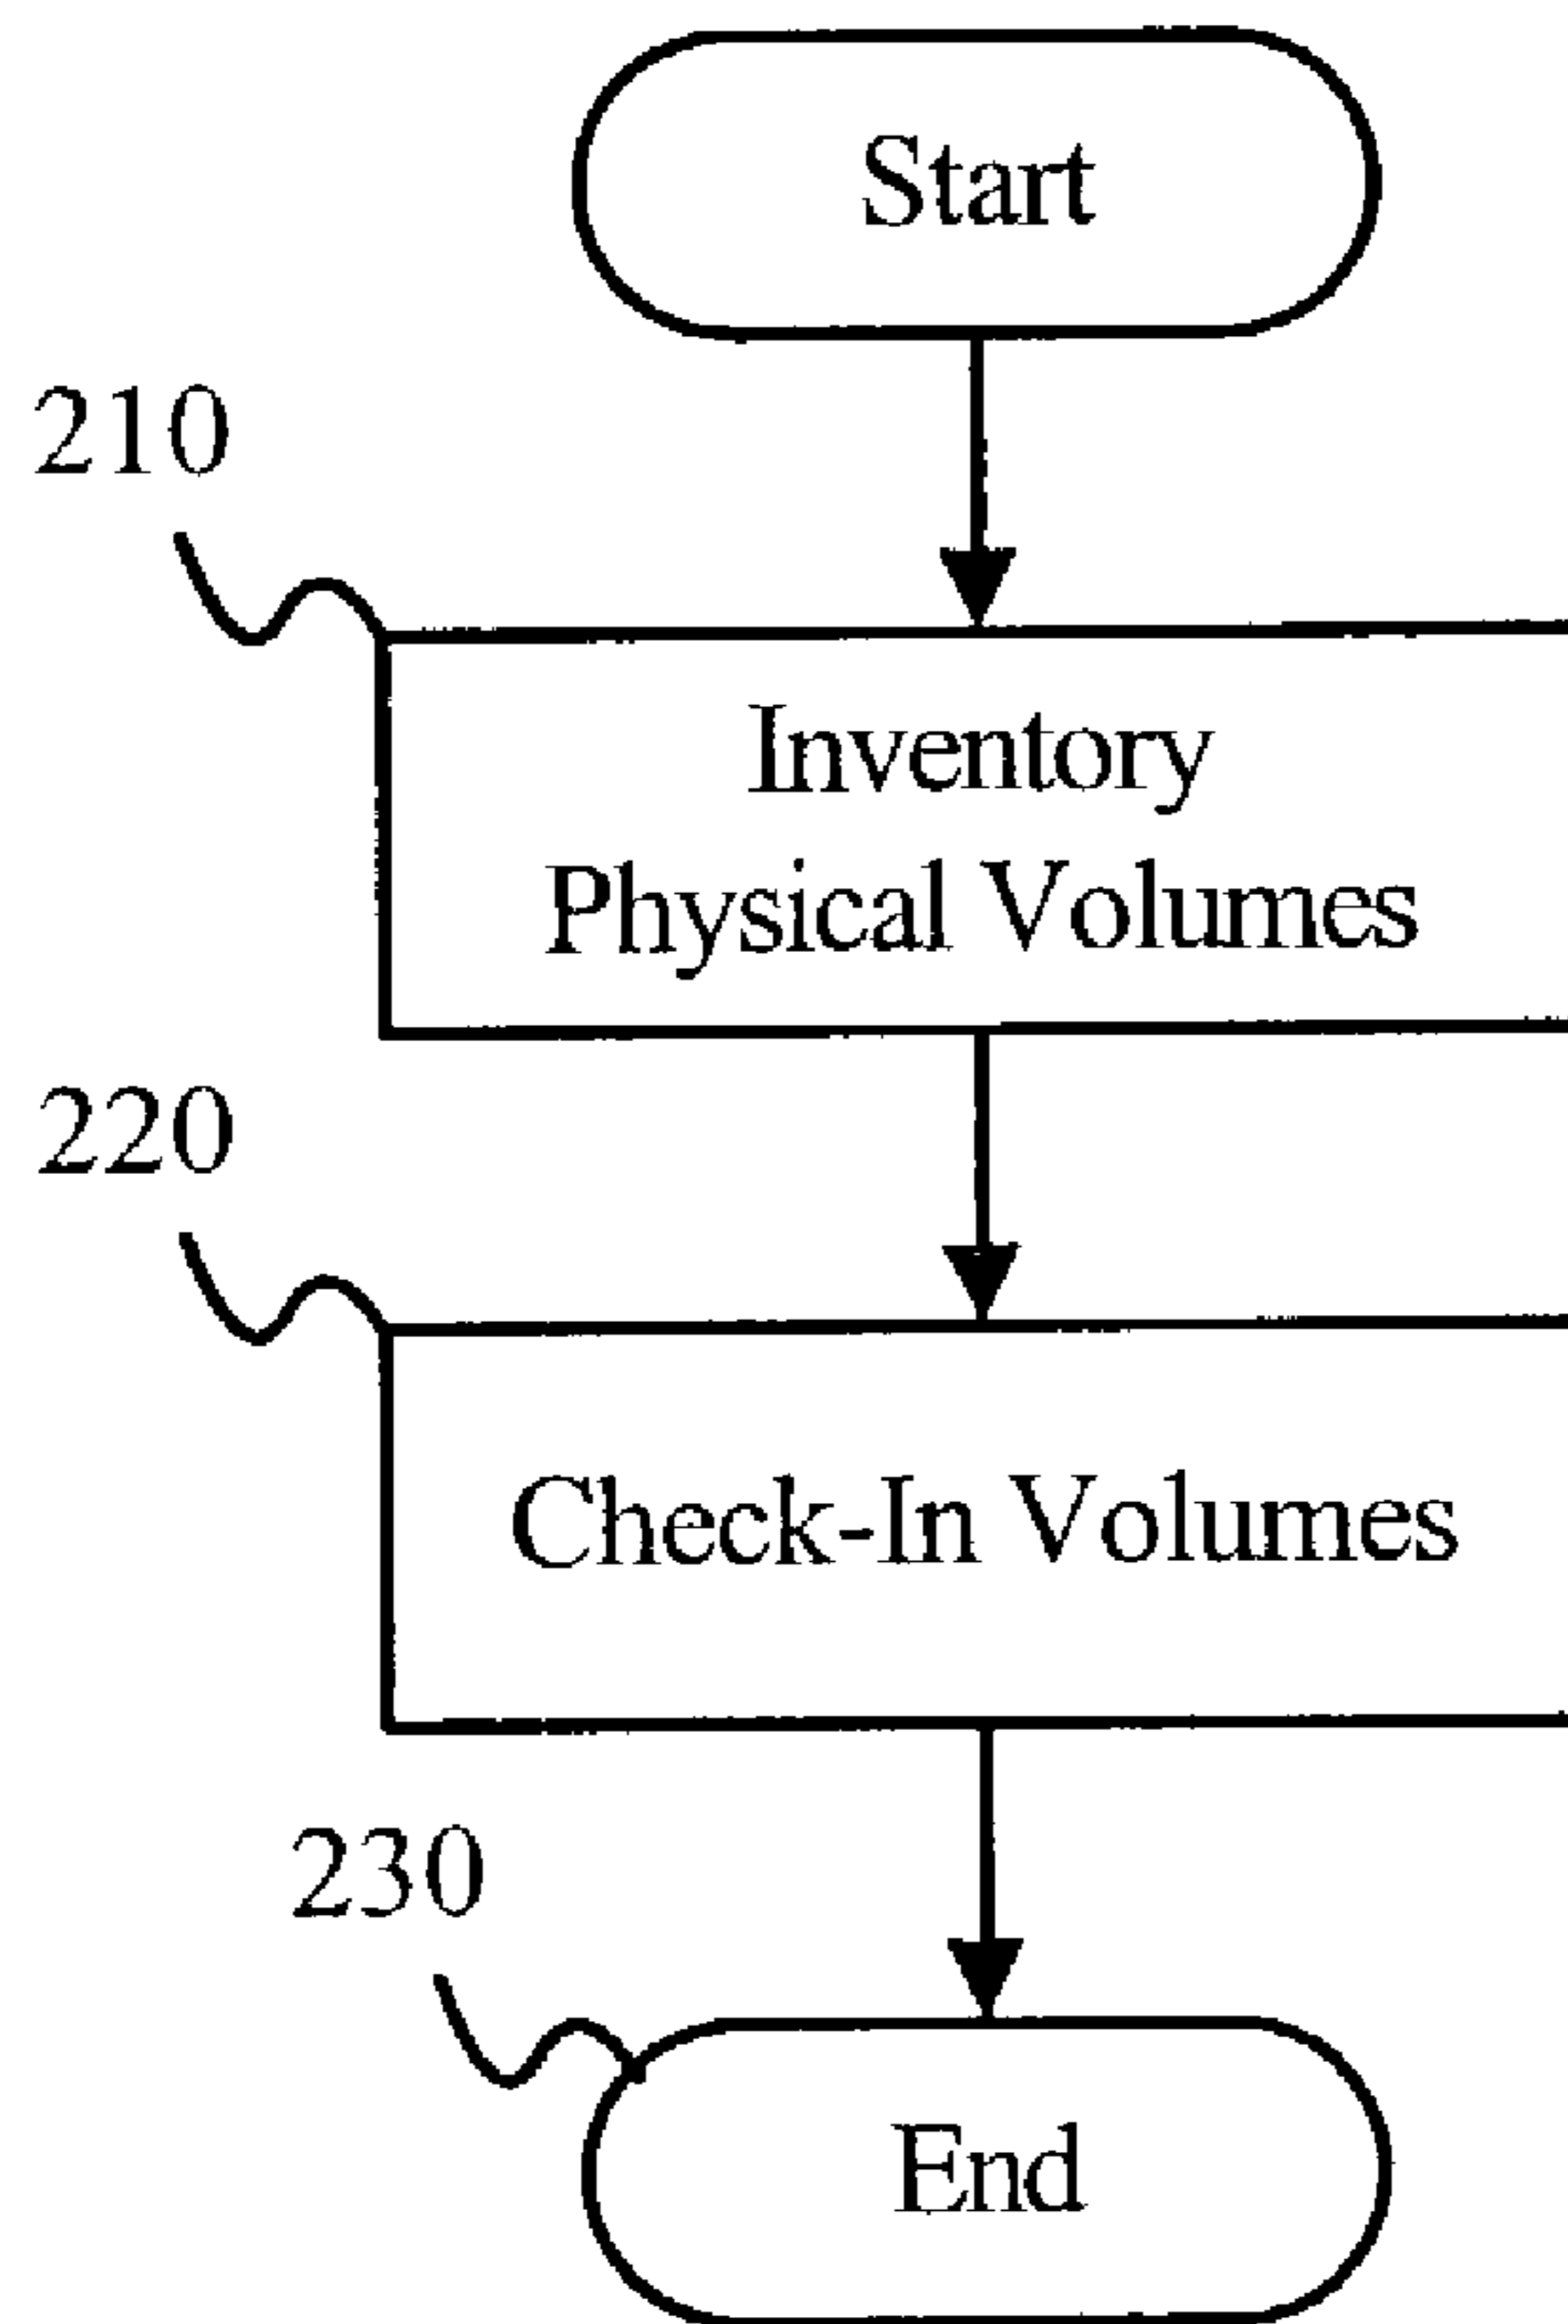 Start
210
Inventory
Physical Volumes
220
Check-In Volumes
230
End